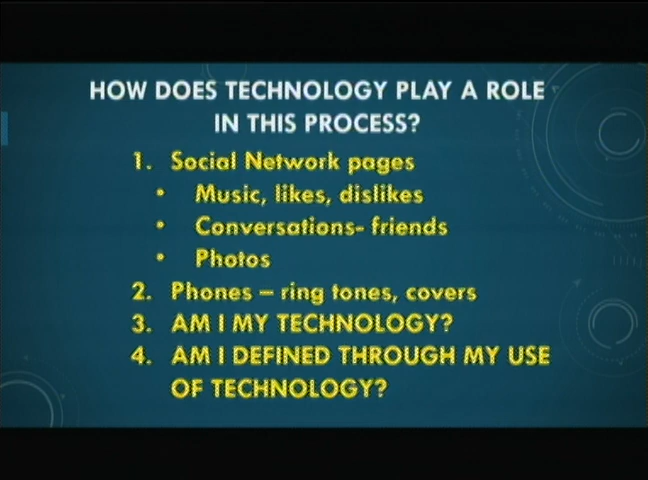 HOW DOES TECHNOLOGY PLAY A ROLE
IN THIS PROCESS?
1. Social Network pages
• Music, likes, dislikes
• Conversations- friends
• Photos
2. Phones – ring tones, covers
3. AM I MY TECHNOLOGY?
4. AM I DEFINED THROUGH MY USE
OF TECHNOLOGY?